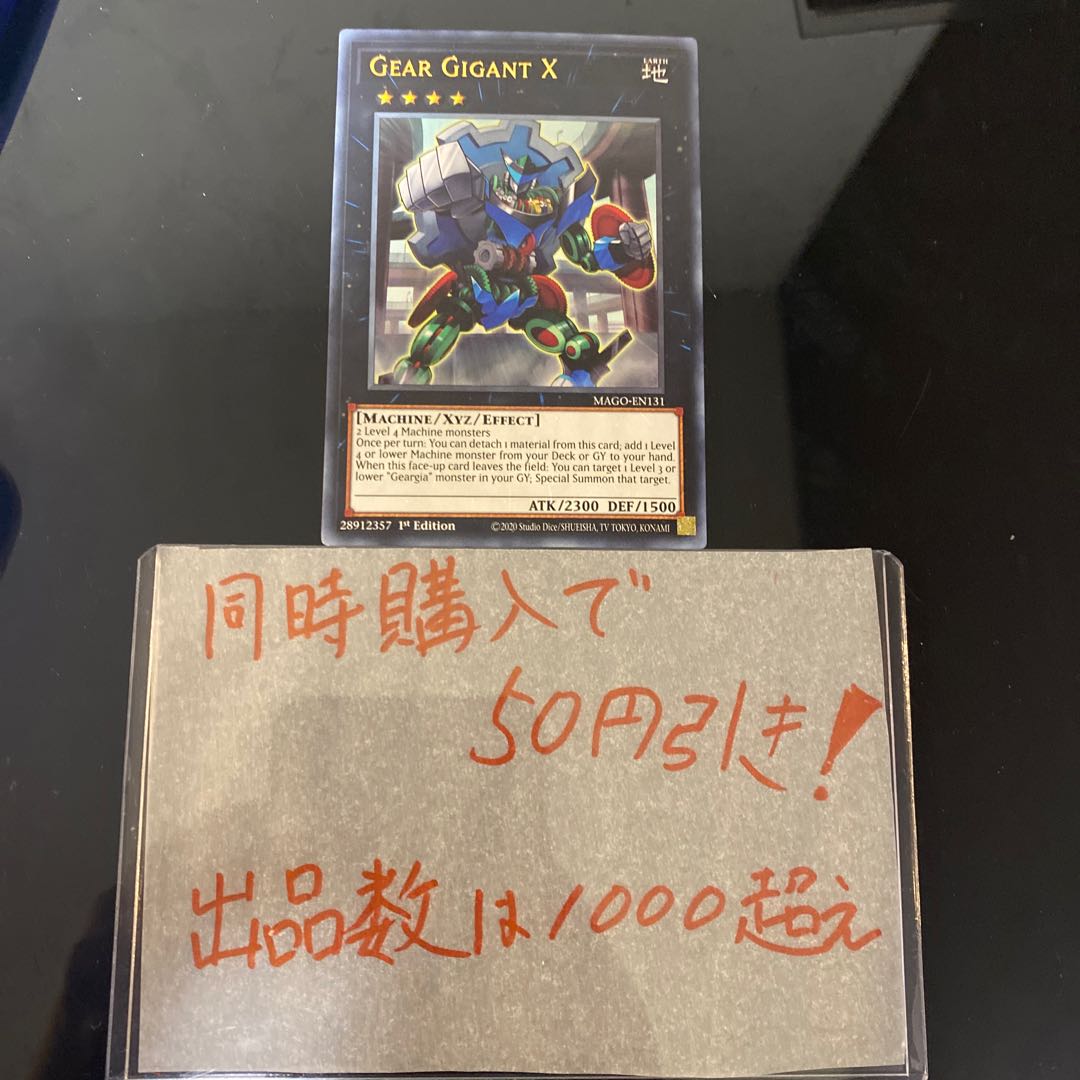 GEAR GIGANT X
EARTH
地
MAGO-EN131
[MACHINE/XYZ/EFFECT]
2 Level 4 Machine monsters
Once per turn: You can detach 1 material from this card; add 1 Level
4 or lower Machine monster from your Deck or GY to your hand.
When this face-up card leaves the field: You can target 1 Level 3 or
lower "Geargia" monster in your GY; Special Summon that target.
ATK/2300 DEF/1500
28912357 1st Edition ©2020 Studio Dice/SHUEISHA, TV TOKYO, KONAMI
同時購入で
50円引き!
出品数は1000超え